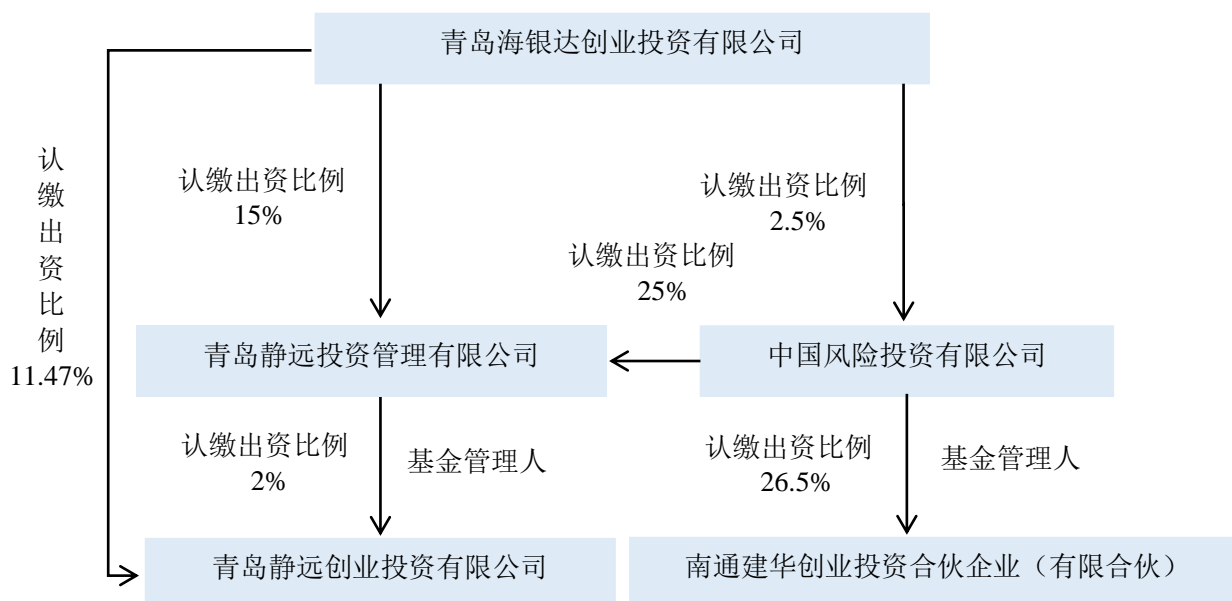 青岛海银达创业投资有限公司
认
缴
出
资
比
例
11.47%
认缴出资比例
15%
认缴出资比例
2.5%
认缴出资比例
25%
青岛静远投资管理有限公司
中国风险投资有限公司
认缴出资比例
2%
基金管理人
认缴出资比例
26.5%
基金管理人
青岛静远创业投资有限公司
南通建华创业投资合伙企业（有限合伙）